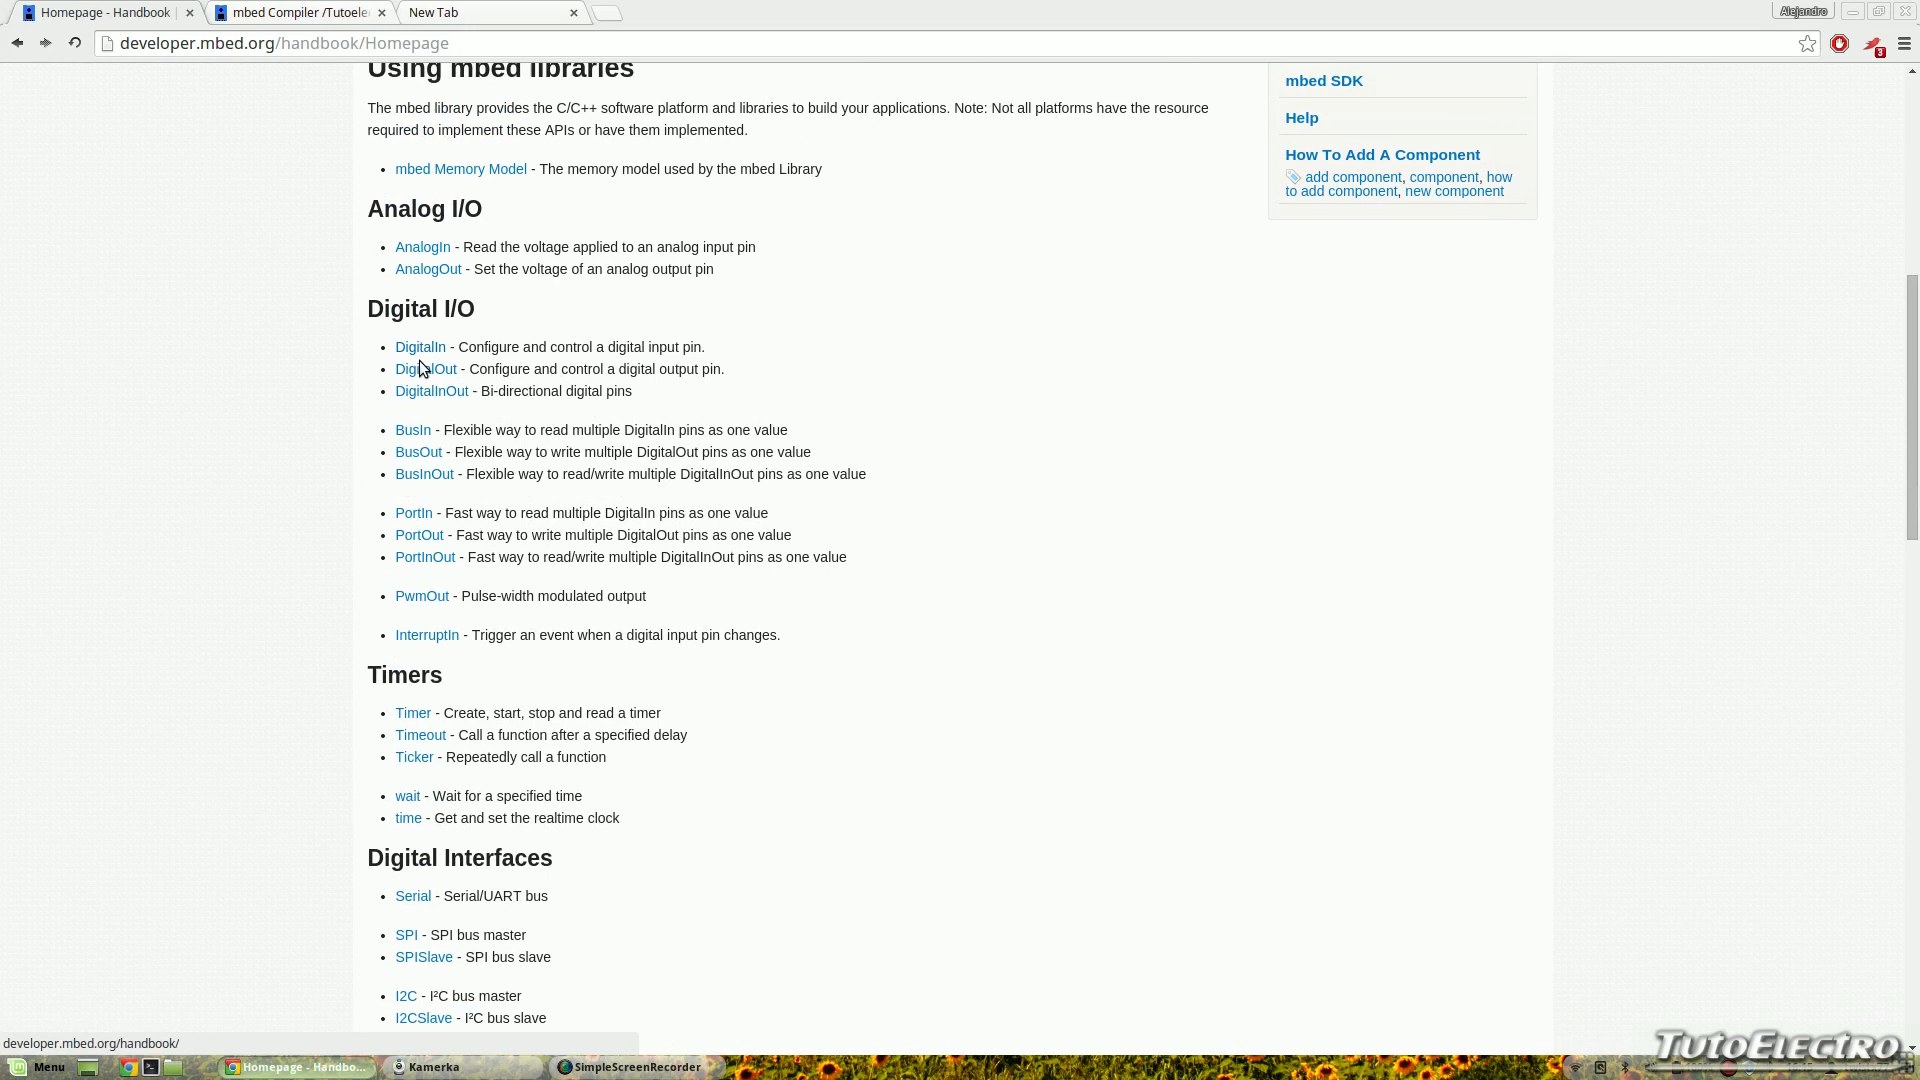 Homepage - Handbook
mbed Compiler /Tutoele
New Tab
Alejandro
developer.mbed.org/handbook/Homepage
3
Using mbed libraries
The mbed library provides the C/C++ software platform and libraries to build your applications. Note: Not all platforms have the resource
required to implement these APIs or have them implemented.
• mbed Memory Model - The memory model used by the mbed Library
Analog I/O
• AnalogIn - Read the voltage applied to an analog input pin
• AnalogOut - Set the voltage of an analog output pin
Digital I/O
• DigitalIn - Configure and control a digital input pin.
• DigitalOut - Configure and control a digital output pin.
• DigitalInOut - Bi-directional digital pins
• BusIn - Flexible way to read multiple DigitalIn pins as one value
• BusOut - Flexible way to write multiple DigitalOut pins as one value
• BusInOut - Flexible way to read/write multiple DigitalInOut pins as one value
• PortIn - Fast way to read multiple DigitalIn pins as one value
• PortOut - Fast way to write multiple DigitalOut pins as one value
• PortInOut - Fast way to read/write multiple DigitalInOut pins as one value
• PwmOut - Pulse-width modulated output
• InterruptIn - Trigger an event when a digital input pin changes.
Timers
• Timer - Create, start, stop and read a timer
• Timeout - Call a function after a specified delay
• Ticker - Repeatedly call a function
• wait - Wait for a specified time
• time - Get and set the realtime clock
Digital Interfaces
• Serial - Serial/UART bus
• SPI - SPI bus master
• SPISlave - SPI bus slave
• I2C - I²C bus master
• I2CSlave - I²C bus slave
mbed SDK
Help
How To Add A Component
add component, component, how
to add component, new component
developer.mbed.org/handbook/
TutoElectro
Menu
Homepage - Handbo...
Kamerka
SimpleScreenRecorder